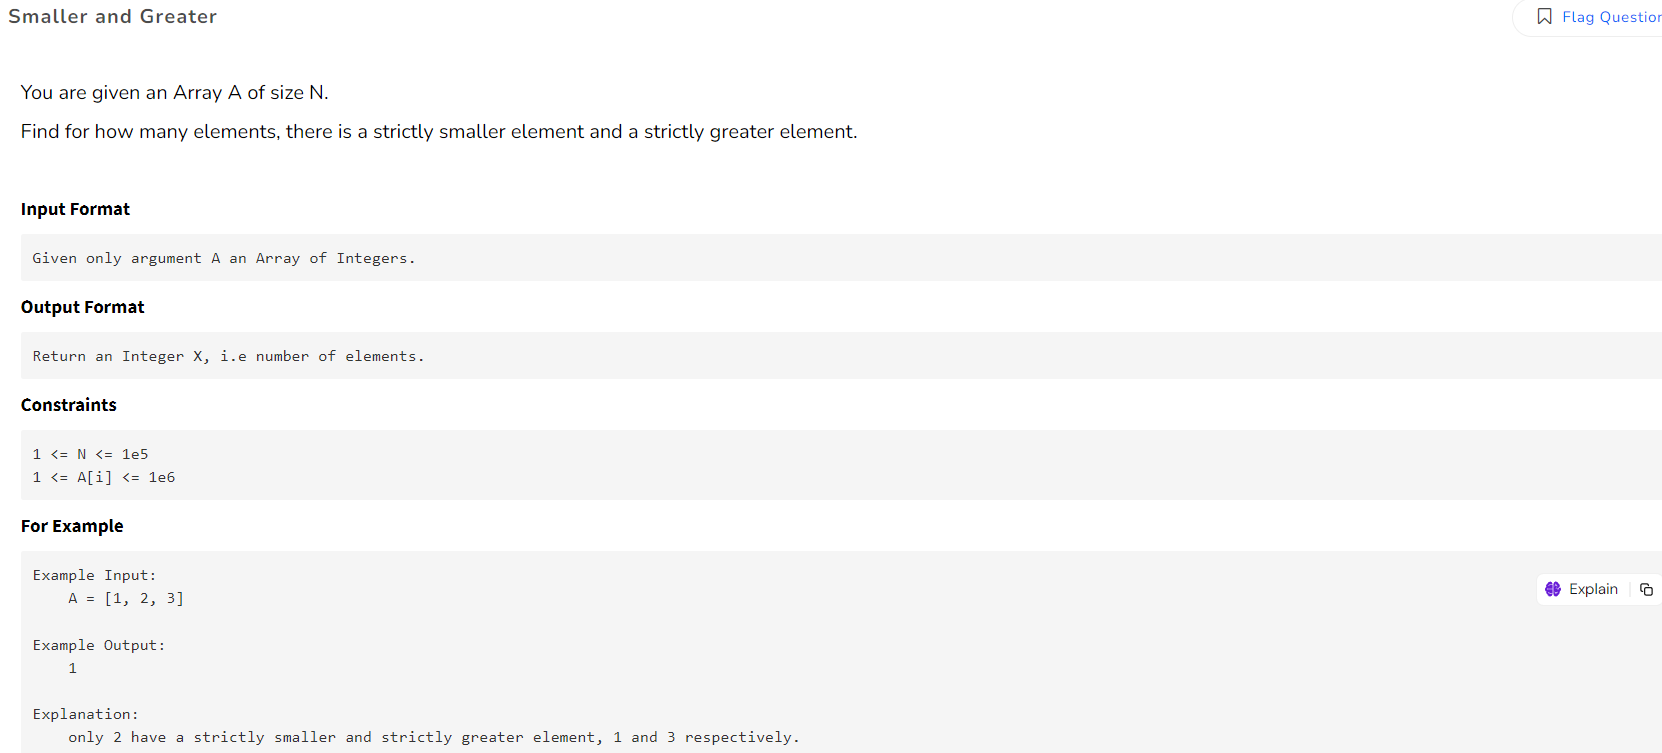 Smaller and Greater
Flag Question
You are given an Array A of size N.
Find for how many elements, there is a strictly smaller element and a strictly greater element.
Input Format
Given only argument A an Array of Integers.
Output Format
Return an Integer X, i.e number of elements.
Constraints
1 <= N <= 1e5
1 <= A[i] <= 1e6
For Example
Example Input:
A = [1, 2, 3]
Explain
Example Output:
1
Explanation:
only 2 have a strictly smaller and strictly greater element, 1 and 3 respectively.